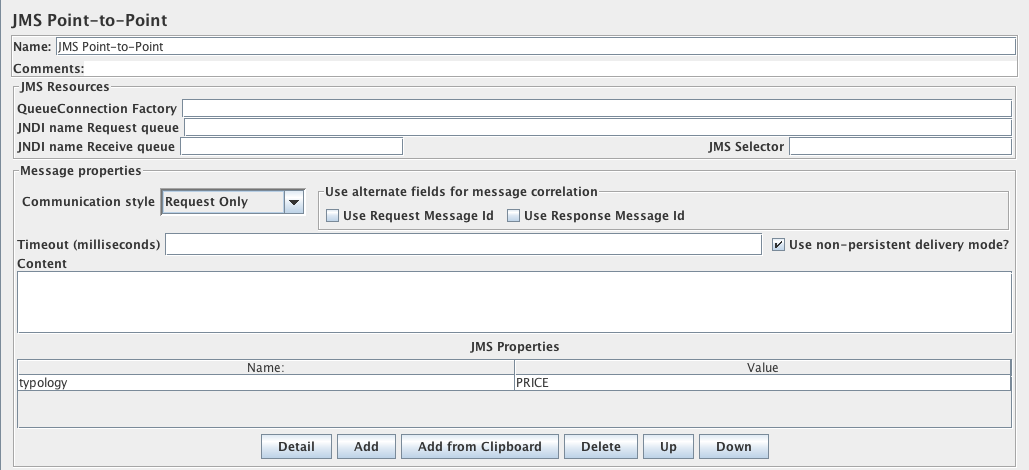 JMS Point-to-Point
Name: JMS Point-to-Point
Comments:
JMS Resources
QueueConnection Factory
JNDI name Request queue
JNDI name Receive queue JMS Selector
Message properties
Use alternate fields for message correlation
Communication style Request Only
Use Request Message Id Use Response Message Id
Timeout (milliseconds) Use non-persistent delivery mode?
Content
JMS Properties
Name: Value
typology PRICE
Detail Add Add from Clipboard Delete Up Down